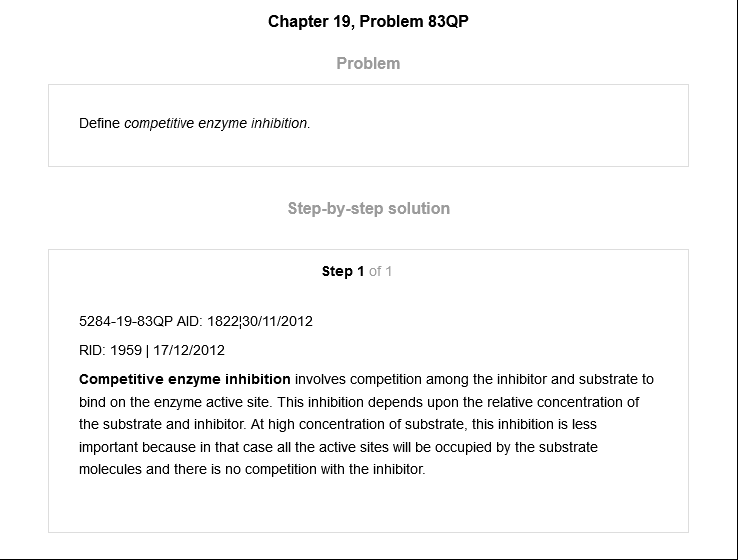 Chapter 19, Problem 83QP
Problem
Define competitive enzyme inhibition.
Step-by-step solution
Step 1 of 1
5284-19-83QP AID: 1822¦30/11/2012
RID: 1959 | 17/12/2012
Competitive enzyme inhibition involves competition among the inhibitor and substrate to
bind on the enzyme active site. This inhibition depends upon the relative concentration of
the substrate and inhibitor. At high concentration of substrate, this inhibition is less
important because in that case all the active sites will be occupied by the substrate
molecules and there is no competition with the inhibitor.